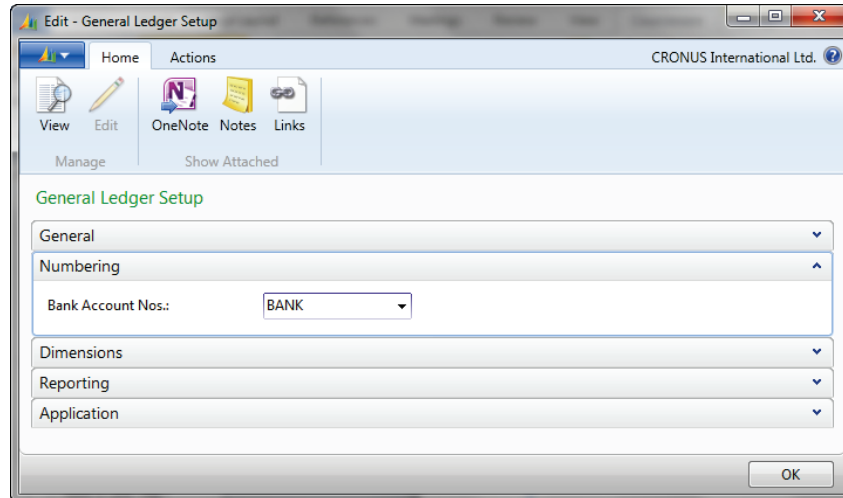 Edit - General Ledger Setup
Home Actions CRONUS International Ltd.
View Edit OneNote Notes Links
Manage Show Attached
General Ledger Setup
General
Numbering
Bank Account Nos.: BANK
Dimensions
Reporting
Application
OK